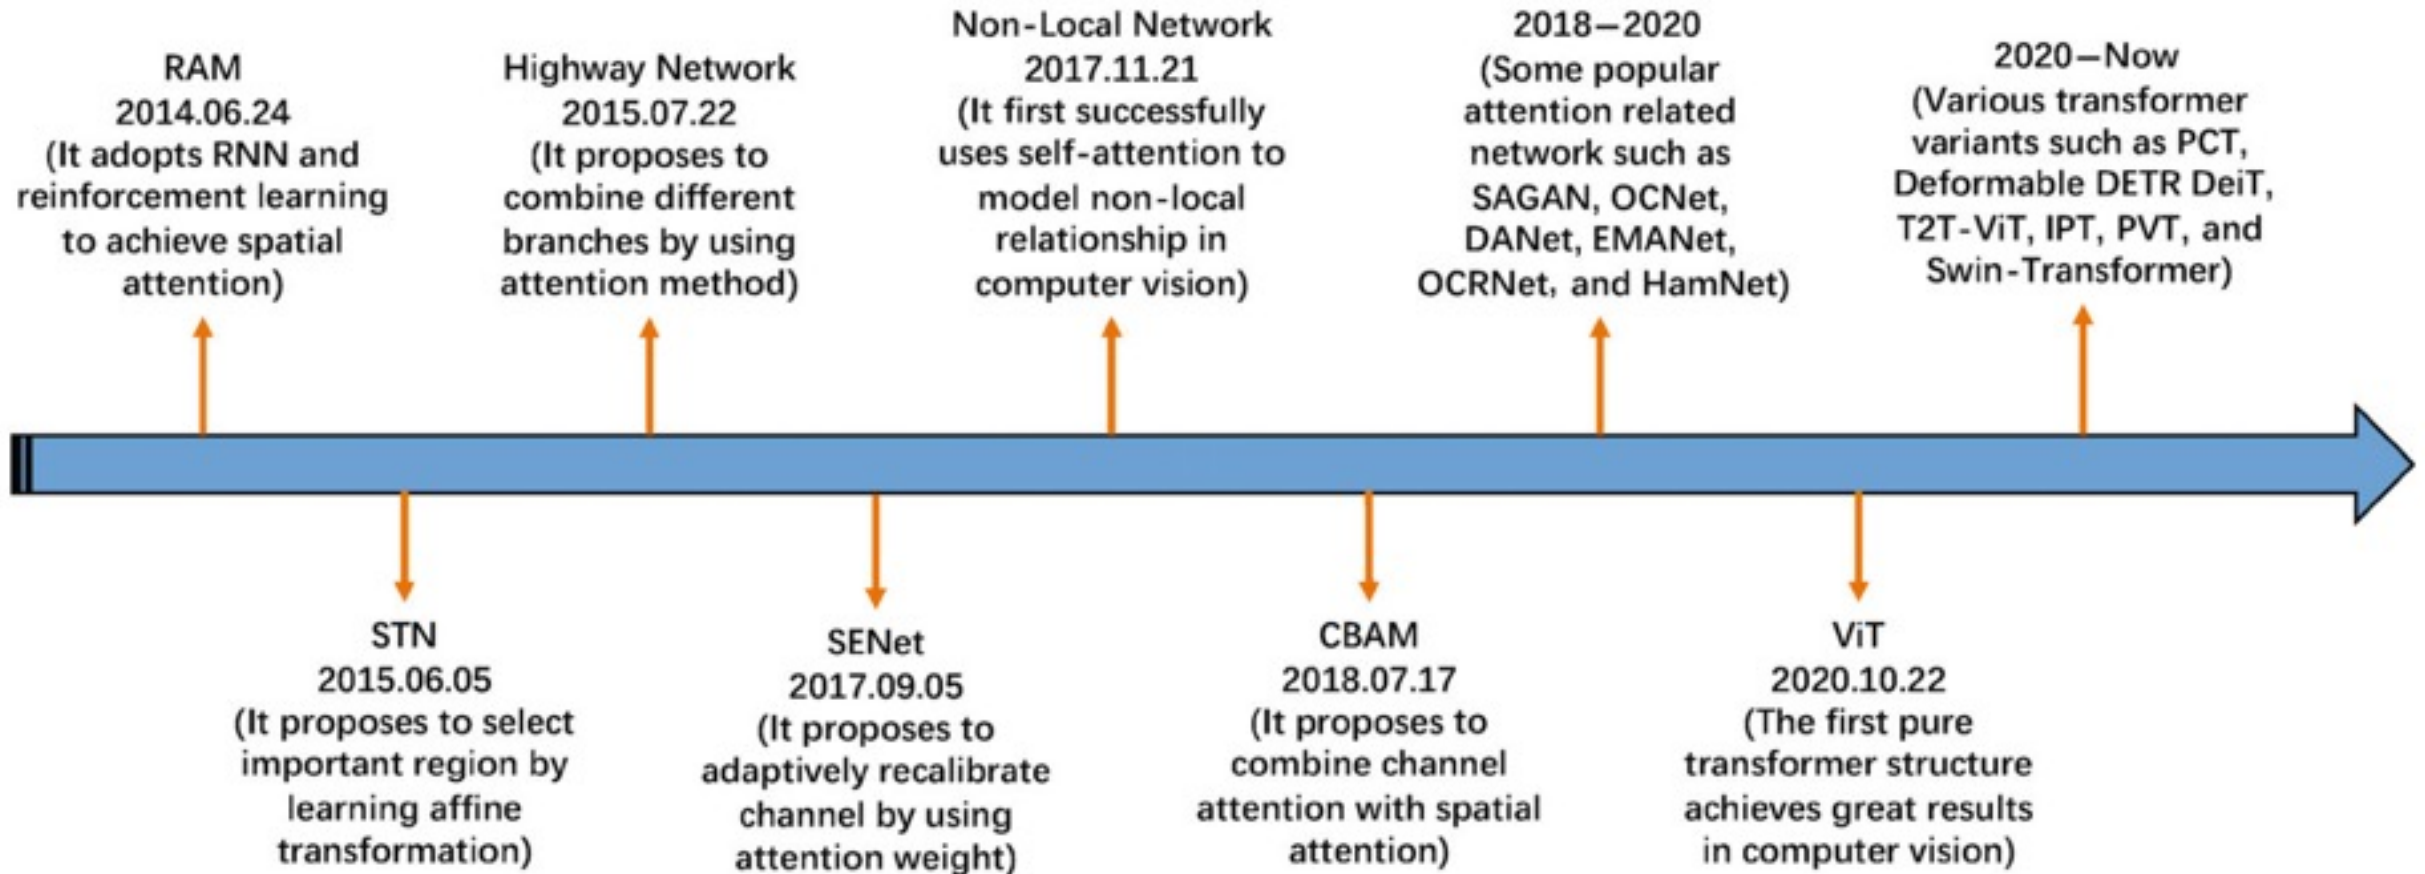 RAM
2014.06.24
(It adopts RNN and
reinforcement learning
to achieve spatial
attention)
STN
2015.06.05
(It proposes to select
important region by
learning affine
transformation)
Highway Network
2015.07.22
(It proposes to
combine different
branches by using
attention method)
SENet
2017.09.05
(It proposes to
adaptively recalibrate
channel by using
attention weight)
Non-Local Network
2017.11.21
(It first successfully
uses self-attention to
model non-local
relationship in
computer vision)
CBAM
2018.07.17
(It proposes to
combine channel
attention with spatial
attention)
2018–2020
(Some popular
attention related
network such as
SAGAN, OCNet,
DANet, EMANet,
OCRNet, and HamNet)
ViT
2020.10.22
(The first pure
transformer structure
achieves great results
in computer vision)
2020–Now
(Various transformer
variants such as PCT,
Deformable DETR DeiT,
T2T-ViT, IPT, PVT, and
Swin-Transformer)